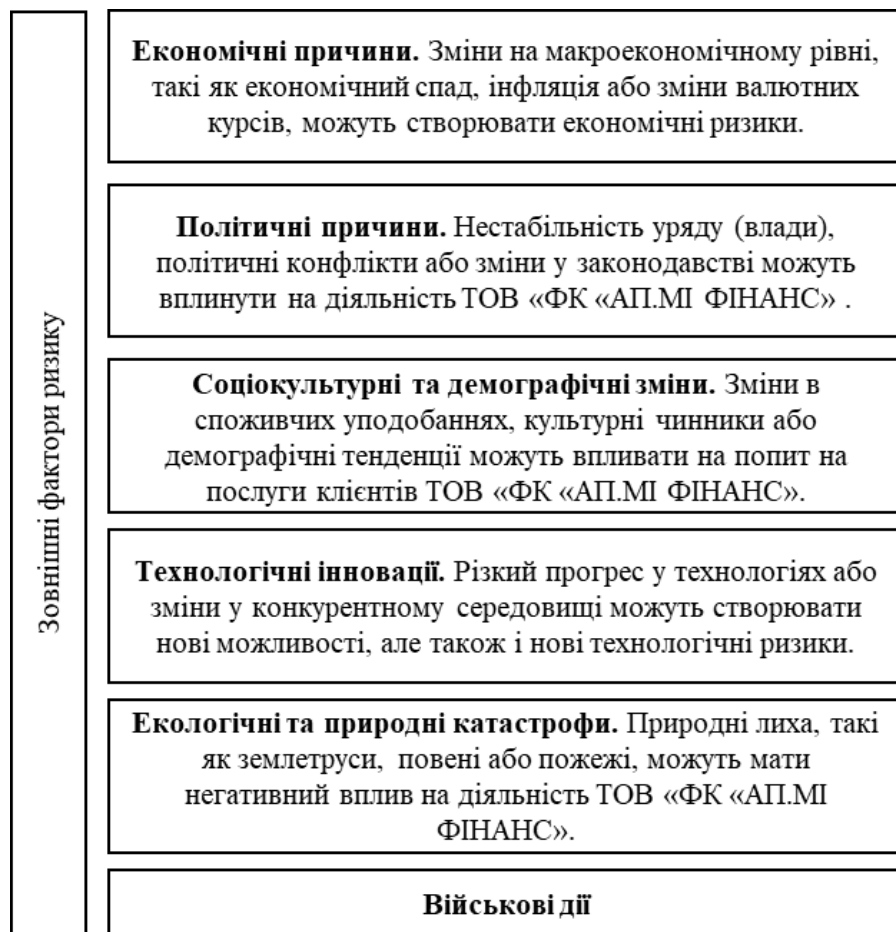 Зовнішні фактори ризику
Економічні причини. Зміни на макроекономічному рівні,
такі як економічний спад, інфляція або зміни валютних
курсів, можуть створювати економічні ризики.
Політичні причини. Нестабільність уряду (влади),
політичні конфлікти або зміни у законодавстві можуть
вплинути на діяльність ТОВ «ФК «АП.МІ ФІНАНС» .
Соціокультурні та демографічні зміни. Зміни в
споживчих уподобаннях, культурні чинники або
демографічні тенденції можуть впливати на попит на
послуги клієнтів ТОВ «ФК «АП.МІ ФІНАНС».
Технологічні інновації. Різкий прогрес у технологіях або
зміни у конкурентному середовищі можуть створювати
нові можливості, але також і нові технологічні ризики.
Екологічні та природні катастрофи. Природні лиха, такі
як землетруси, повені або пожежі, можуть мати
негативний вплив на діяльність ТОВ «ФК «АП.МІ
ФІНАНС».
Військові дії